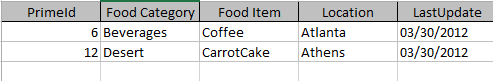 PrimeId Food Category Food Item Location LastUpdate
6 Beverages Coffee Atlanta 03/30/2012
12 Desert CarrotCake Athens 03/30/2012